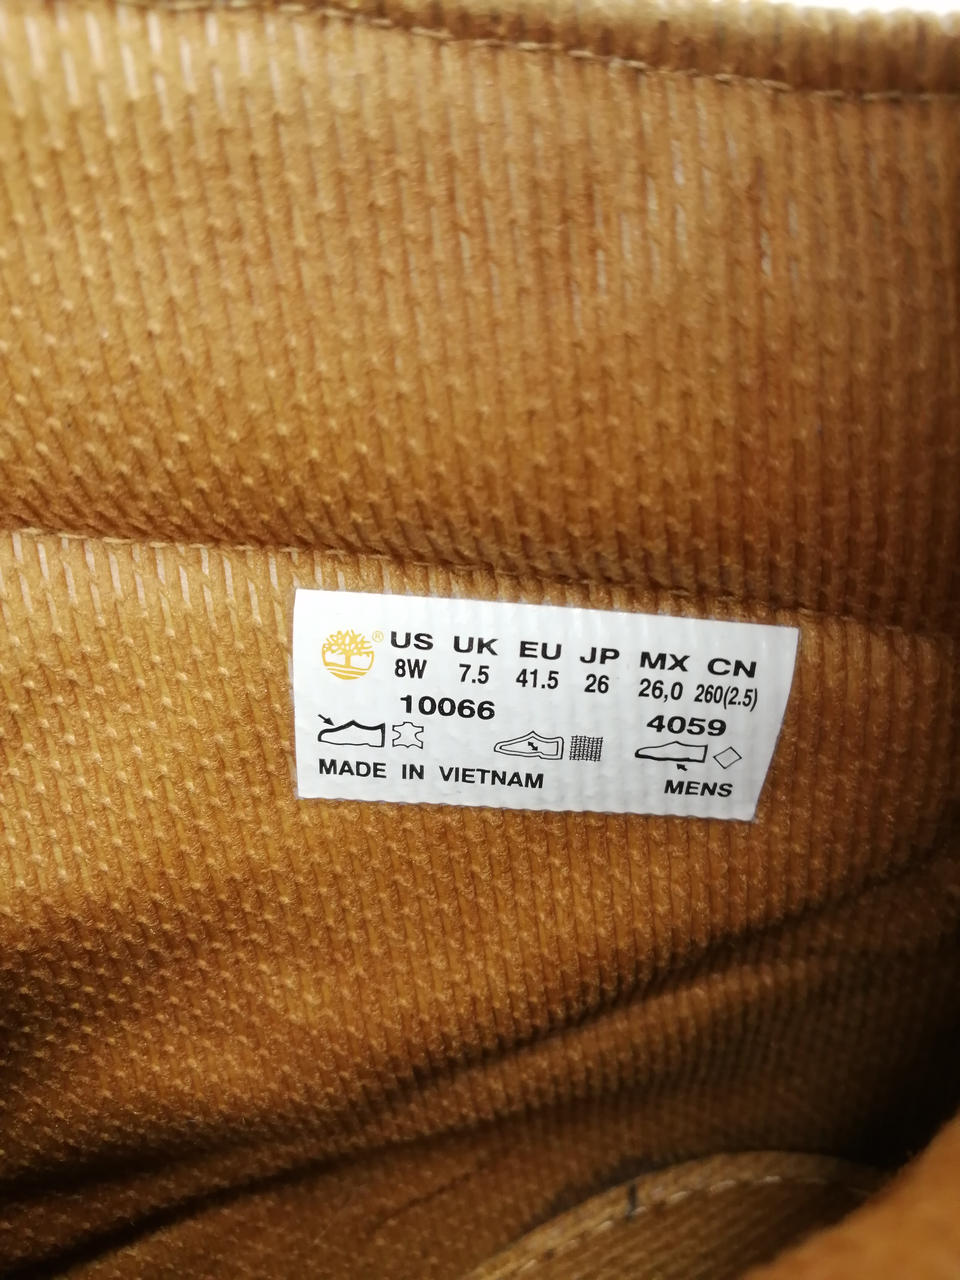 ® US UK EU JP MX CN
8W 7.5 41.5 26 26,0 260(2.5)
10066 4059
MADE IN VIETNAM MENS